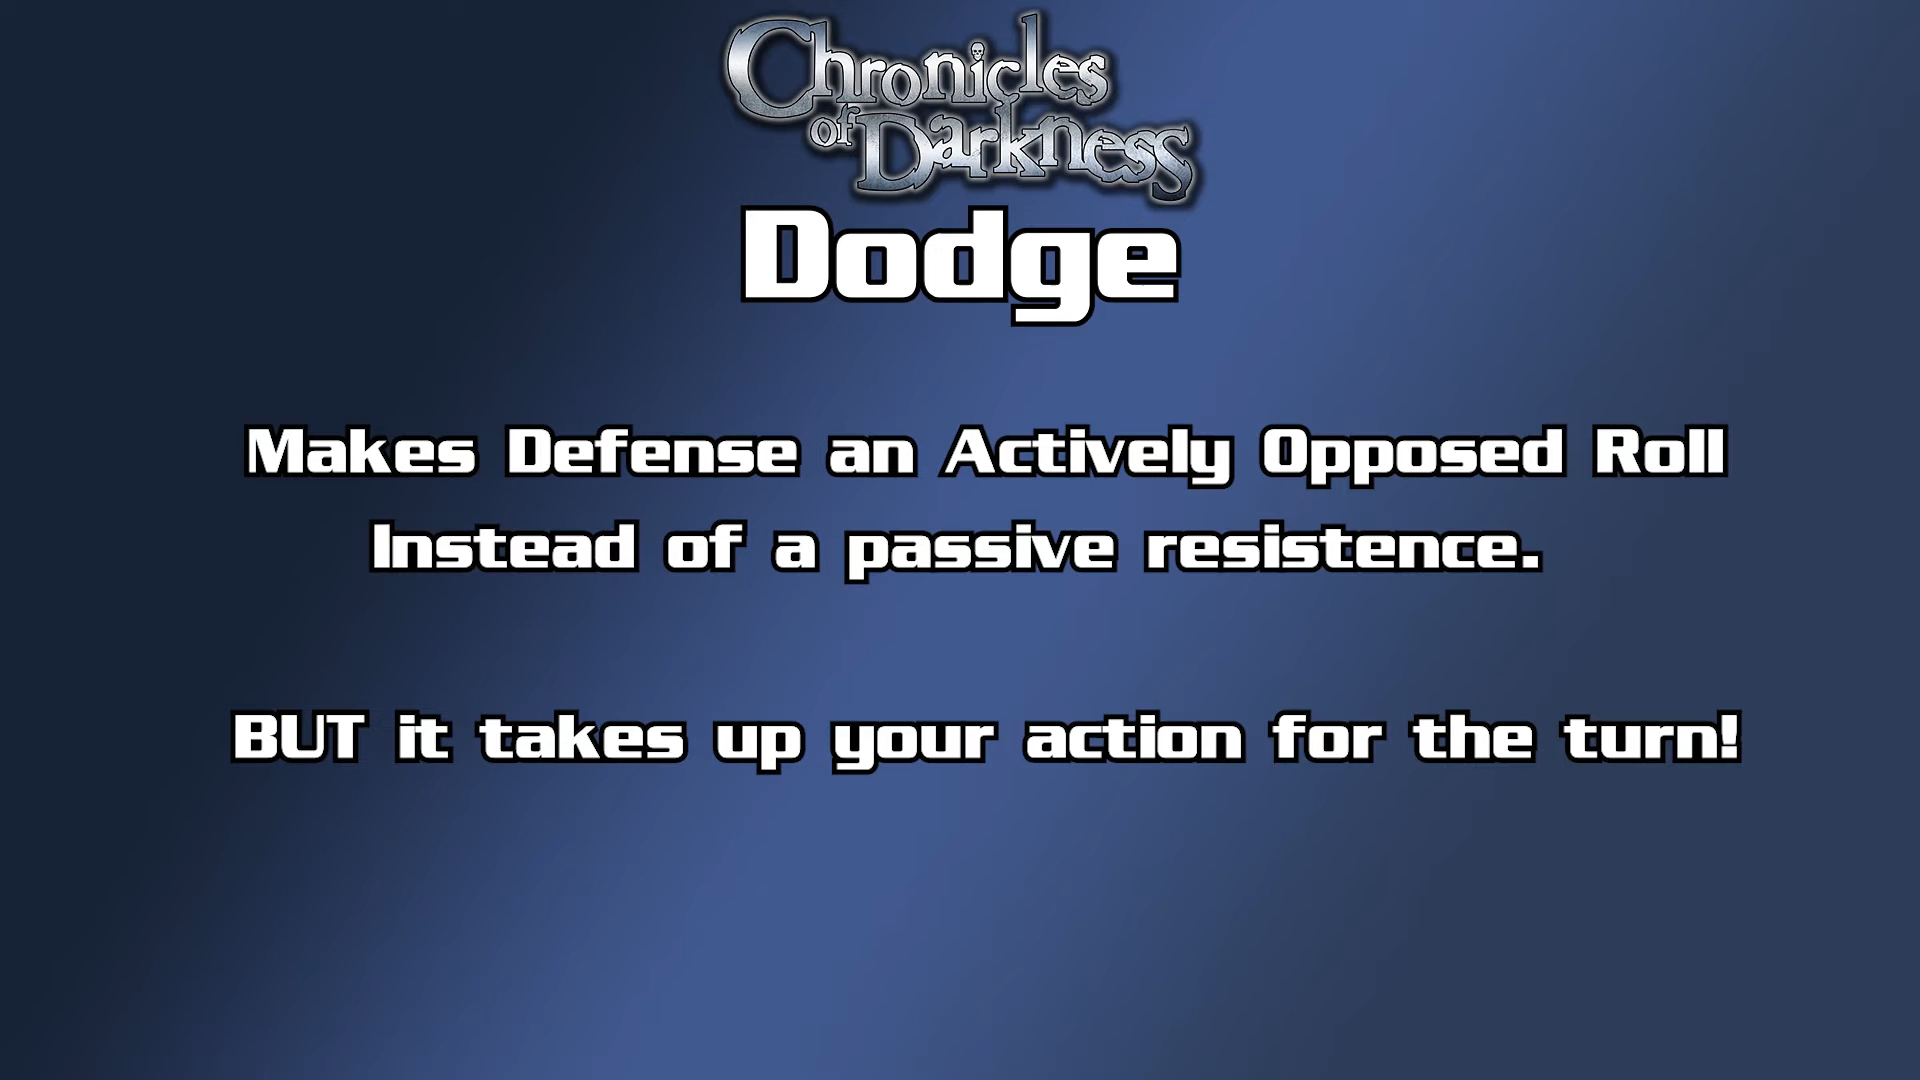 Chronicles
of Darkness
Dodge
Makes Defense an Actively Opposed Roll
Instead of a passive resistence.
BUT it takes up your action for the turn!